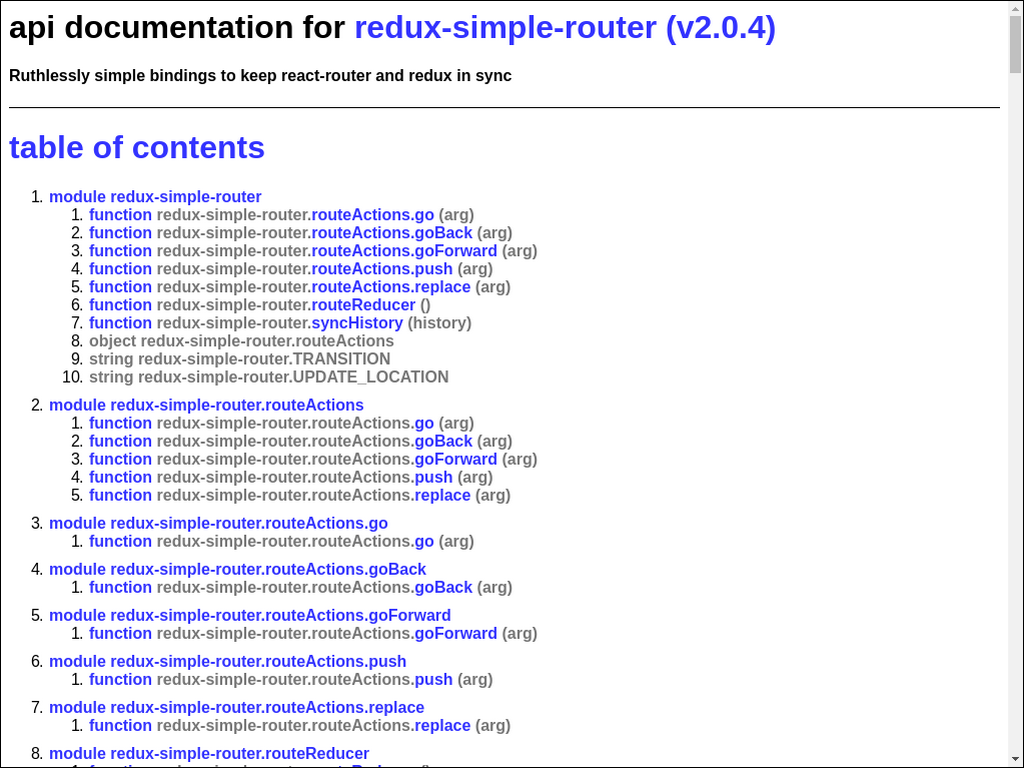 api documentation for redux-simple-router (v2.0.4)
Ruthlessly simple bindings to keep react-router and redux in sync
table of contents
1. module redux-simple-router
1. function redux-simple-router.routeActions.go (arg)
2. function redux-simple-router.routeActions.goBack (arg)
3. function redux-simple-router.routeActions.goForward (arg)
4. function redux-simple-router.routeActions.push (arg)
5. function redux-simple-router.routeActions.replace (arg)
6. function redux-simple-router.routeReducer ()
7. function redux-simple-router.syncHistory (history)
8. object redux-simple-router.routeActions
9. string redux-simple-router.TRANSITION
10. string redux-simple-router.UPDATE_LOCATION
2. module redux-simple-router.routeActions
1. function redux-simple-router.routeActions.go (arg)
2. function redux-simple-router.routeActions.goBack (arg)
3. function redux-simple-router.routeActions.goForward (arg)
4. function redux-simple-router.routeActions.push (arg)
5. function redux-simple-router.routeActions.replace (arg)
3. module redux-simple-router.routeActions.go
1. function redux-simple-router.routeActions.go (arg)
4. module redux-simple-router.routeActions.goBack
1. function redux-simple-router.routeActions.goBack (arg)
5. module redux-simple-router.routeActions.goForward
1. function redux-simple-router.routeActions.goForward (arg)
6. module redux-simple-router.routeActions.push
1. function redux-simple-router.routeActions.push (arg)
7. module redux-simple-router.routeActions.replace
1. function redux-simple-router.routeActions.replace (arg)
8. module redux-simple-router.routeReducer